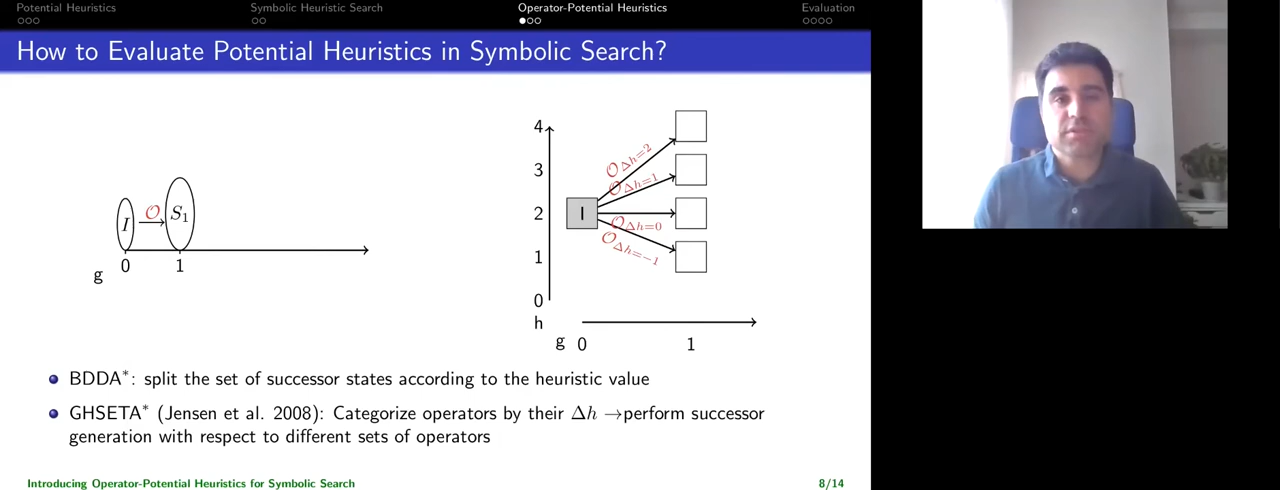 Potential Heuristics Symbolic Heuristic Search Operator-Potential Heuristics Evaluation
How to Evaluate Potential Heuristics in Symbolic Search?
I O S₁
0 1
g
4
3
2
1
0
h
I
O Δh=2
O Δh=1
O Δh=0
O Δh=−1
g 0 1
BDDA*: split the set of successor states according to the heuristic value
GHSETA* (Jensen et al. 2008): Categorize operators by their Δh →perform successor
generation with respect to different sets of operators
Introducing Operator-Potential Heuristics for Symbolic Search 8/14